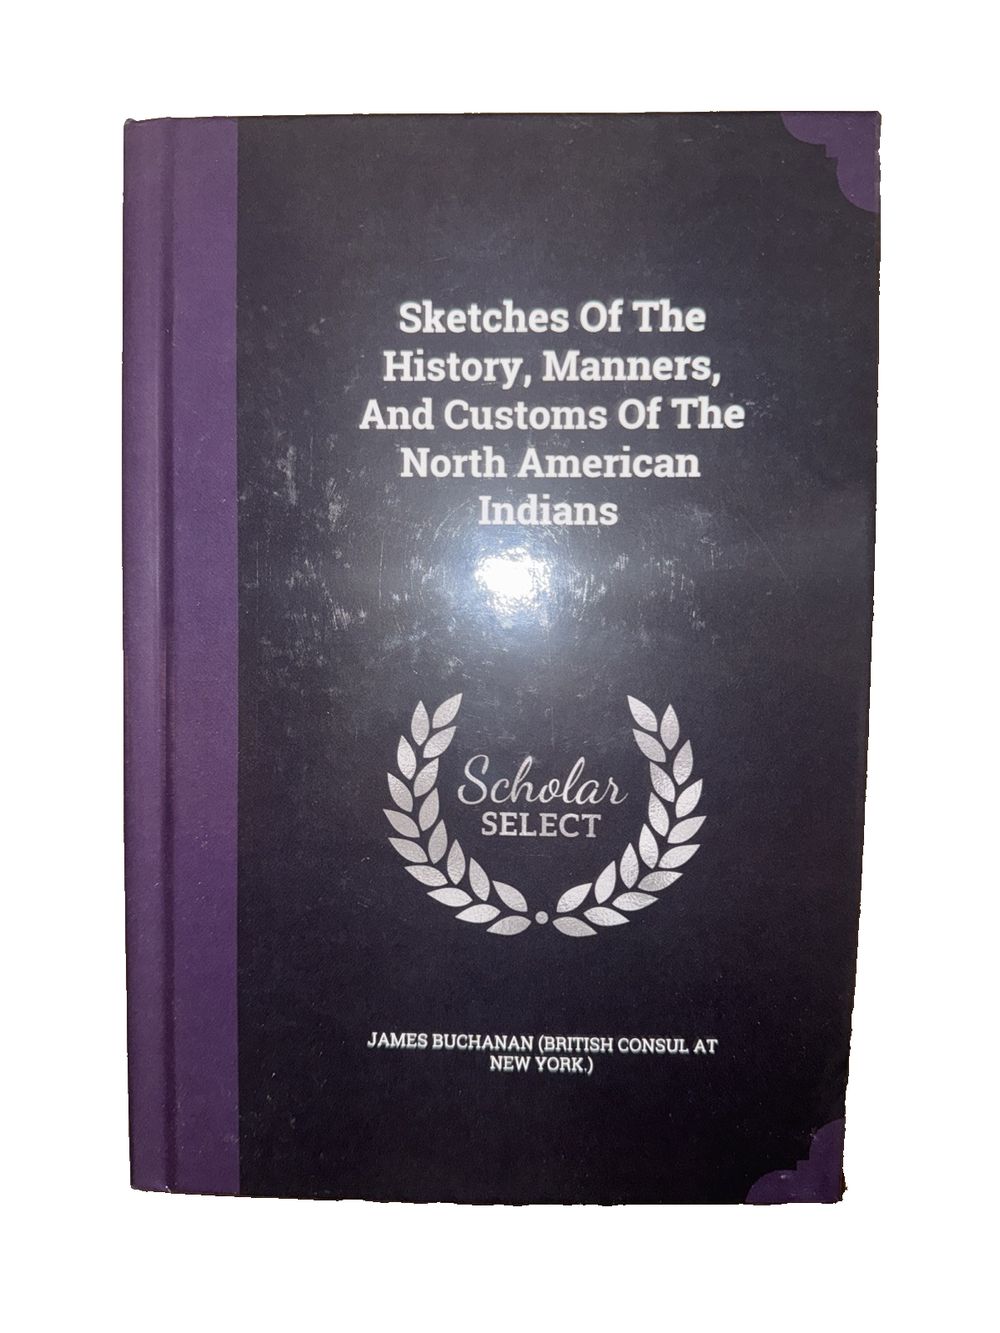 Sketches Of The
History, Manners,
And Customs Of The
North American
Indians
Scholar
SELECT
JAMES BUCHANAN (BRITISH CONSUL AT
NEW YORK.)